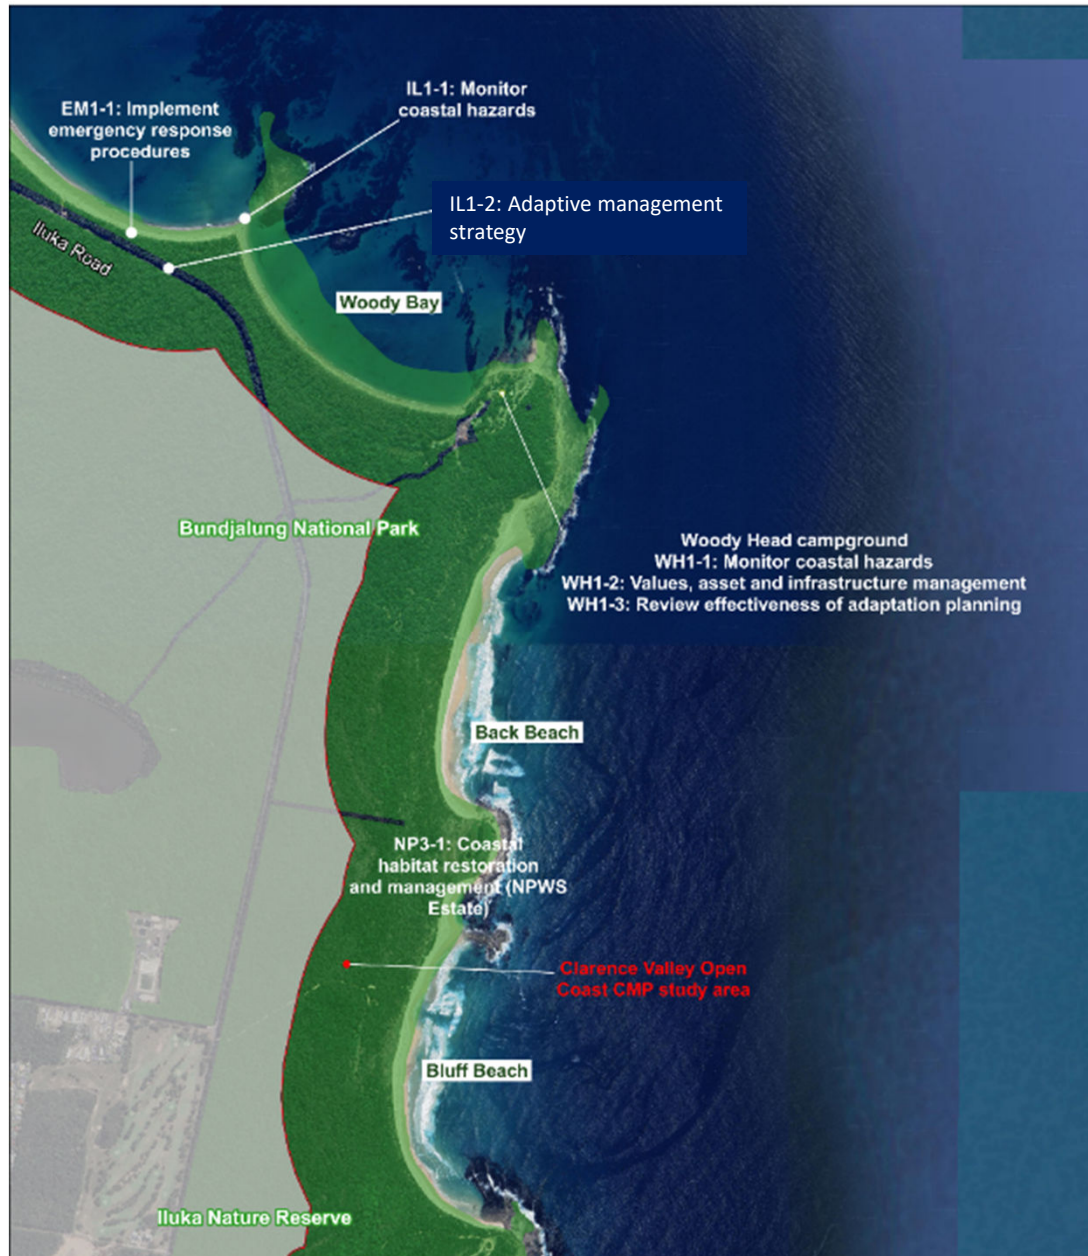 IL1-1: Monitor
coastal hazards
EM1-1: Implement
emergency response
procedures
IL1-2: Adaptive management
strategy
Iluka Road
Woody Bay
Bundjalung National Park
Woody Head campground
WH1-1: Monitor coastal hazards
WH1-2: Values, asset and infrastructure management
WH1-3: Review effectiveness of adaptation planning
Back Beach
NP3-1: Coastal
habitat restoration
and management (NPWS
Estate)
Clarence Valley Open
Coast CMP study area
Bluff Beach
Iluka Nature Reserve